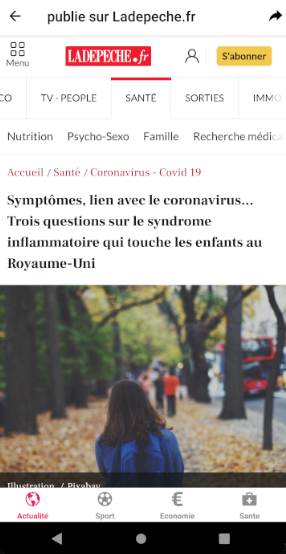 publie sur Ladepeche.fr
Menu
LADEPECHE.fr
S'abonner
CO
TV - PEOPLE
SANTÉ
SORTIES
IMMO
Nutrition
Psycho-Sexo
Famille
Recherche médica
Accueil / Santé / Coronavirus - Covid 19
Symptômes, lien avec le coronavirus...
Trois questions sur le syndrome
inflammatoire qui touche les enfants au
Royaume-Uni
Illustration / Pixabay
Actualité
Sport
Economie
Sante